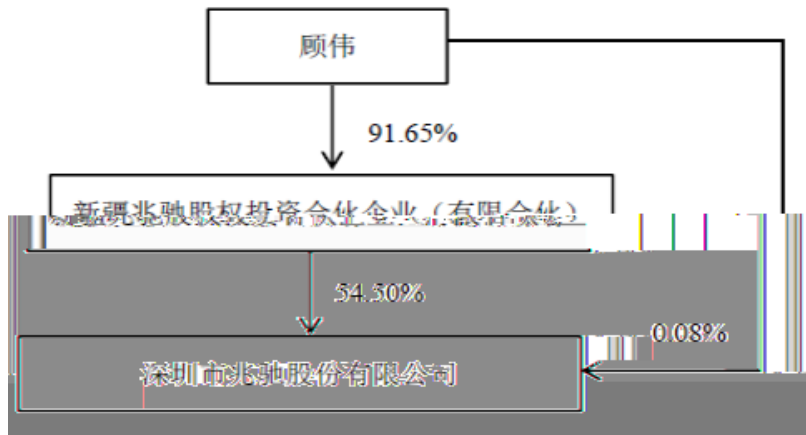 顾伟
91.65%
新疆兆驰股权投资合伙企业（有限合伙）
54.50%
0.08%
深圳市兆驰股份有限公司